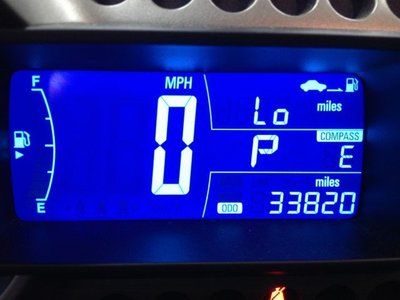 F
MPH
0
Lo
miles
COMPASS
P E
E
miles
ODO 33820